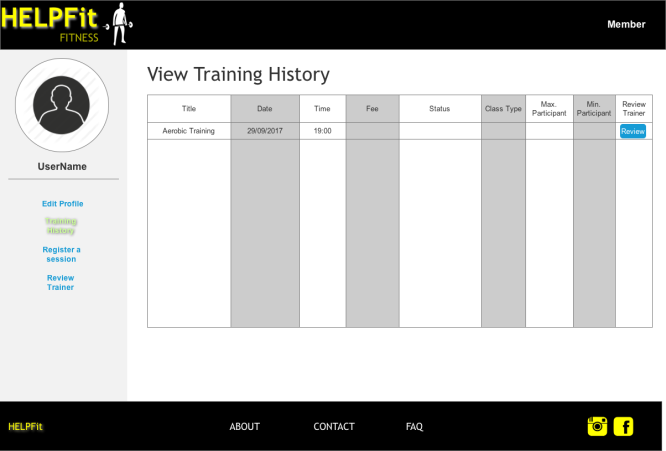 HELPFit
FITNESS
Member
UserName
Edit Profile
Training
History
Register a
session
Review
Trainer
View Training History
Title Date Time Fee Status Class Type Max. Participant Min. Participant Review Trainer
Aerobic Training 29/09/2017 19:00 Review
HELPFit ABOUT CONTACT FAQ